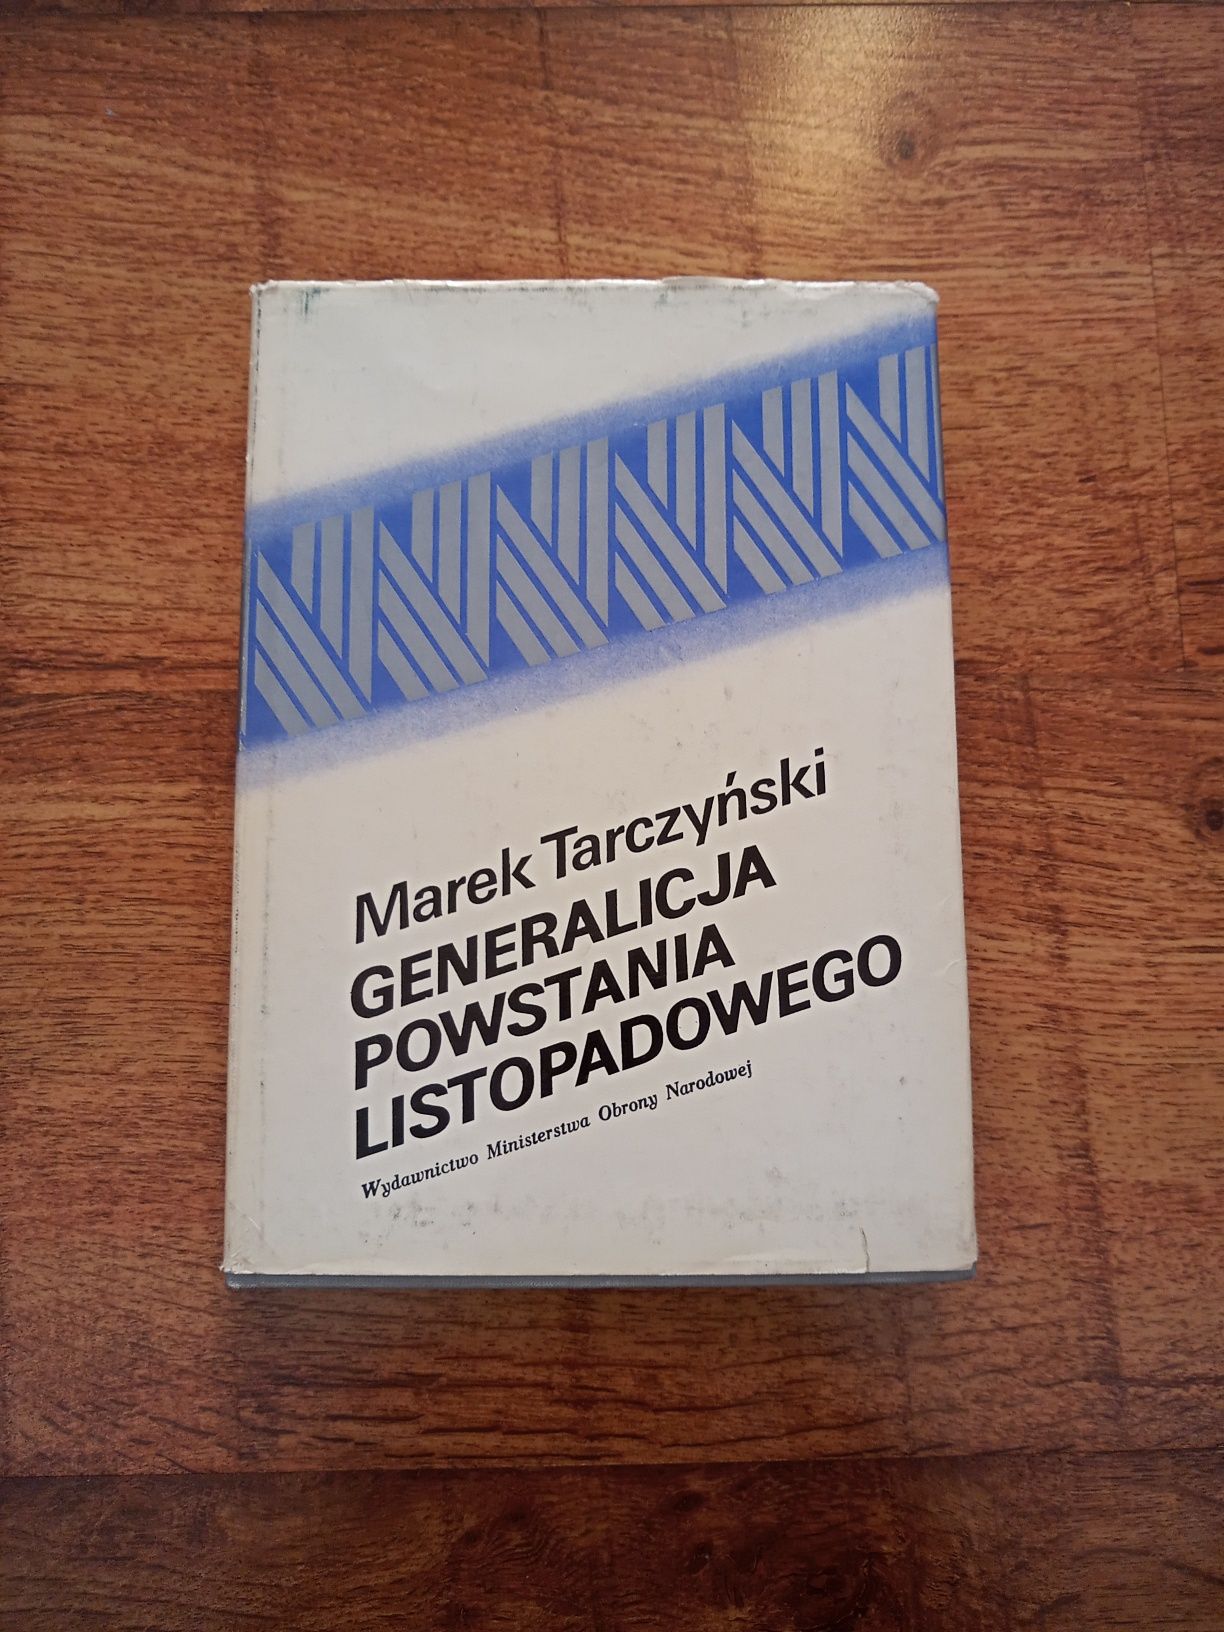 Marek Tarczyński
GENERALICJA
POWSTANIA
LISTOPADOWEGO
Wydawnictwo Ministerstwa Obrony Narodowej